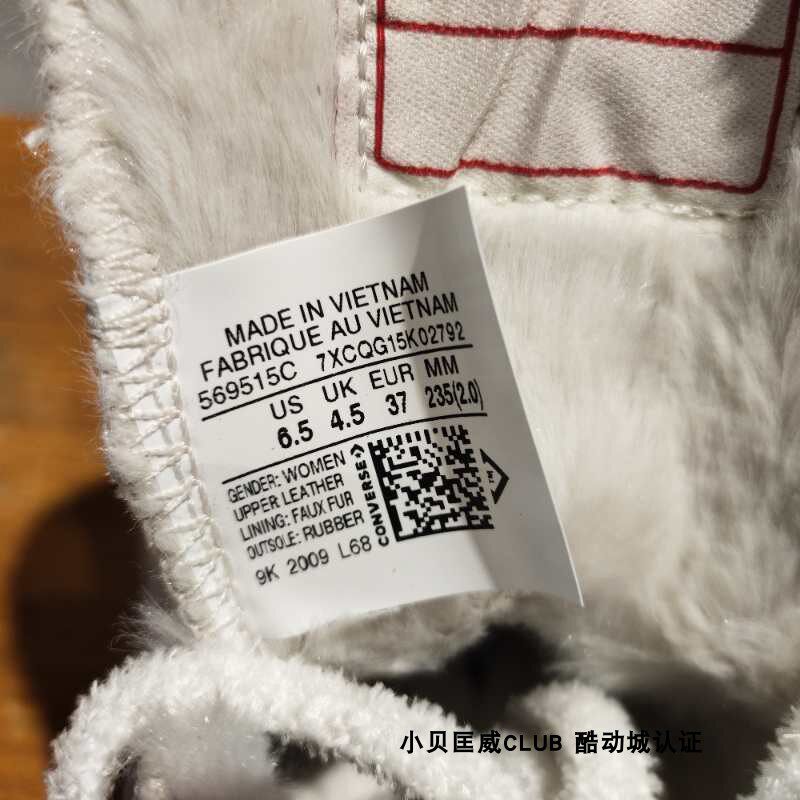 MADE IN VIETNAM
FABRIQUE AU VIETNAM
569515C 7XCQG15K02792
US UK EUR MM
6.5 4.5 37 235(2.0)
GENDER: WOMEN
UPPER LEATHER
LINING: FAUX FUR
OUTSOLE: RUBBER
9K 2009 L68
CONVERSE
TM
小贝匡威CLUB 酷动城认证